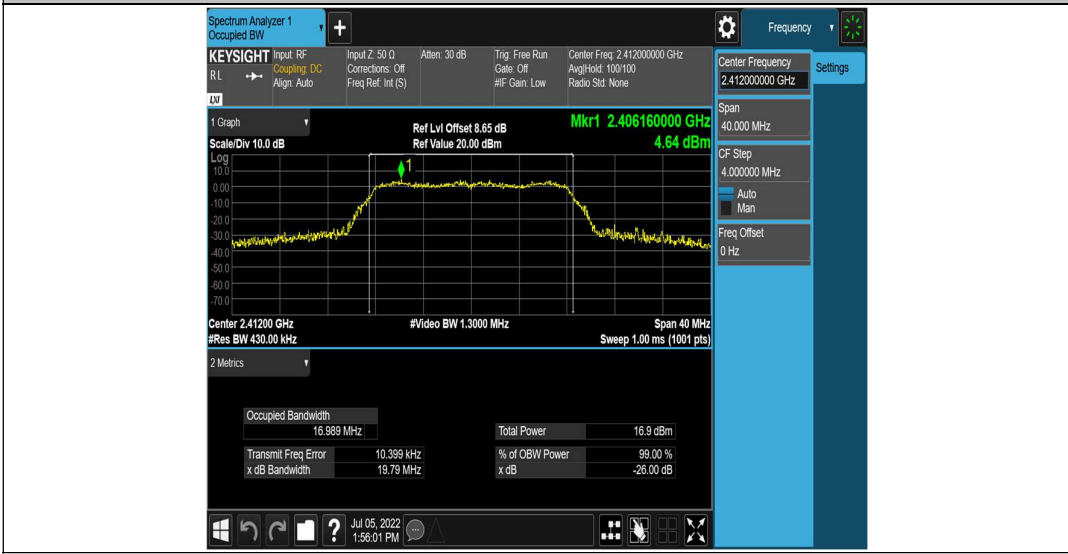 Spectrum Analyzer 1
Occupied BW
+
Frequency
KEYSIGHT
RL
LXI
Input: RF
Coupling: DC
Align: Auto
Input Z: 50 Ω
Corrections: Off
Freq Ref: Int (S)
Atten: 30 dB
Trig: Free Run
Gate: Off
#IF Gain: Low
Center Freq: 2.412000000 GHz
Avg|Hold: 100/100
Radio Std: None
Center Frequency
2.412000000 GHz
Settings
Span
40.000 MHz
CF Step
4.000000 MHz
Auto
Man
Freq Offset
0 Hz
1 Graph
Scale/Div 10.0 dB
Ref Lvl Offset 8.65 dB
Ref Value 20.00 dBm
Mkr1 2.406160000 GHz
4.64 dBm
Log
10.0
0.00
-10.0
-20.0
-30.0
-40.0
-50.0
-60.0
-70.0
1
Center 2.41200 GHz
#Res BW 430.00 kHz
#Video BW 1.3000 MHz
Span 40 MHz
Sweep 1.00 ms (1001 pts)
2 Metrics
Occupied Bandwidth
16.989 MHz
Total Power 16.9 dBm
Transmit Freq Error 10.399 kHz
% of OBW Power 99.00 %
x dB Bandwidth 19.79 MHz
x dB -26.00 dB
?
Jul 05, 2022
1:56:01 PM